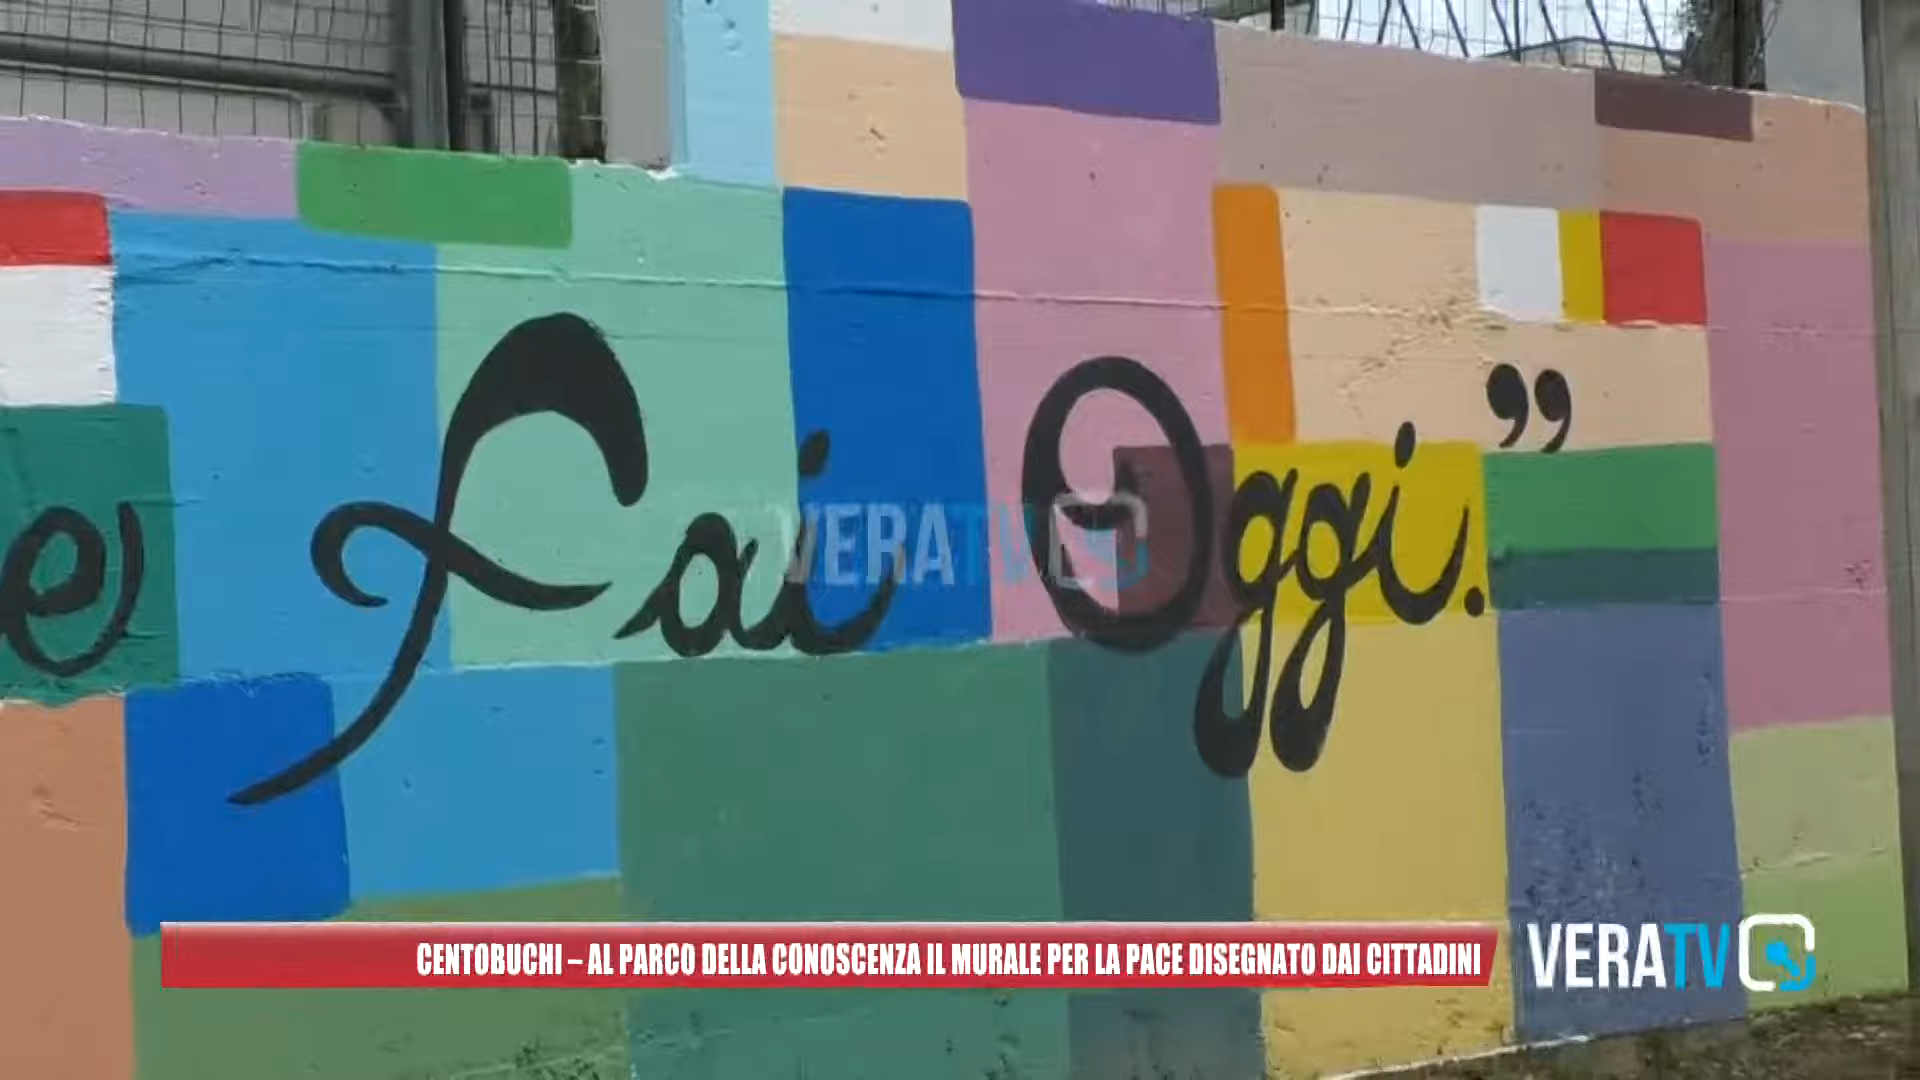 e fai Oggi.”
VERATV
CENTOBUCHI – AL PARCO DELLA CONOSCENZA IL MURALE PER LA PACE DISEGNATO DAI CITTADINI
VERATV